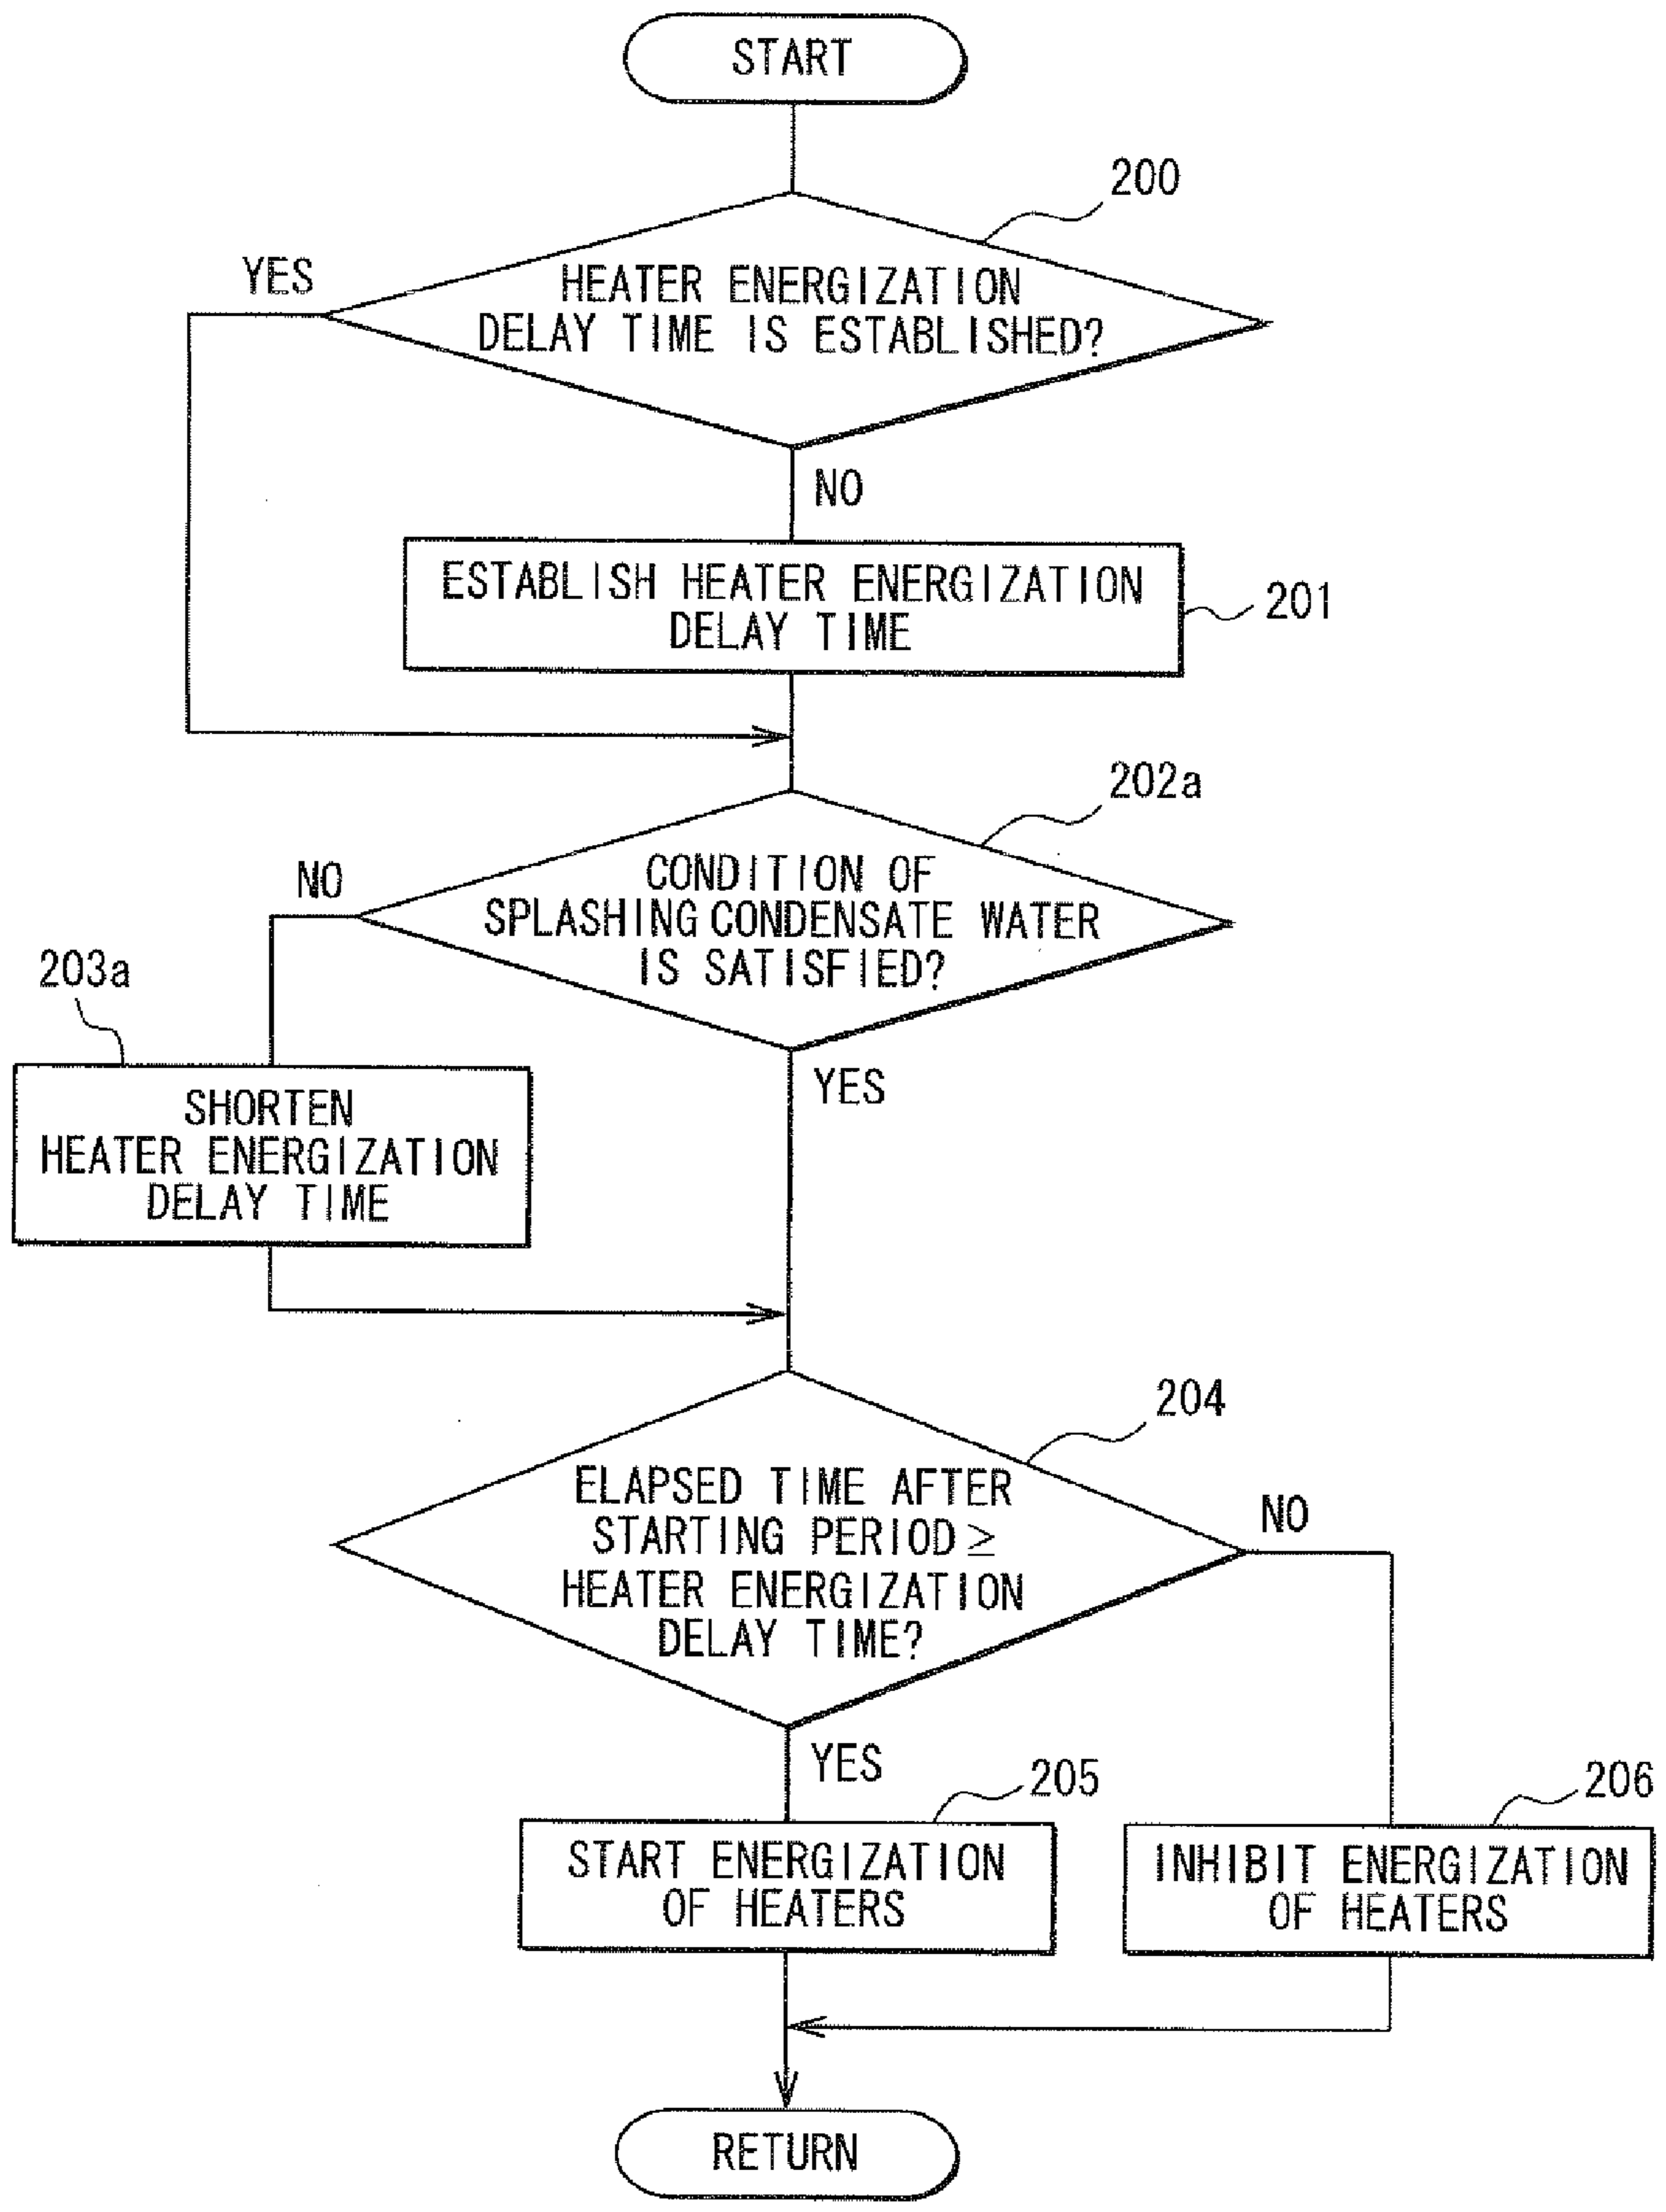 START
200
YES
HEATER ENERGIZATION
DELAY TIME IS ESTABLISHED?
NO
ESTABLISH HEATER ENERGIZATION
DELAY TIME
201
202a
NO
CONDITION OF
SPLASHING CONDENSATE WATER
IS SATISFIED?
203a
YES
SHORTEN
HEATER ENERGIZATION
DELAY TIME
204
ELAPSED TIME AFTER
STARTING PERIOD ≥
HEATER ENERGIZATION
DELAY TIME?
NO
YES
205
206
START ENERGIZATION
OF HEATERS
INHIBIT ENERGIZATION
OF HEATERS
RETURN